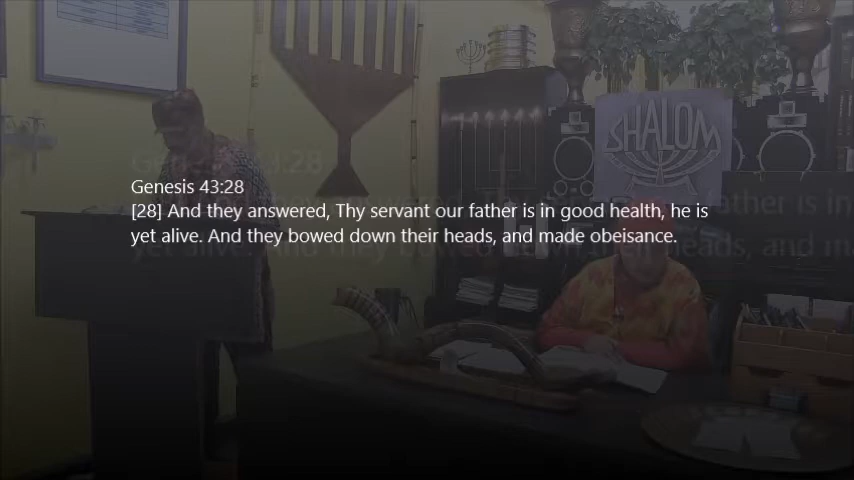 SHALOM
Genesis 43:28
[28] And they answered, Thy servant our father is in good health, he is
yet alive. And they bowed down their heads, and made obeisance.